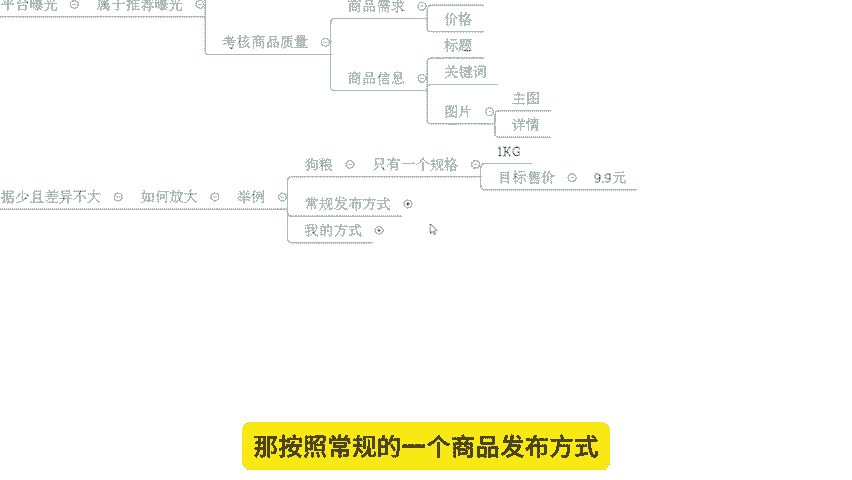 平台曝光 属于推荐曝光
商品需求
价格
考核商品质量
标题
商品信息
关键词
图片
主图
详情
据少且差异不大 如何放大 举例
狗粮 只有一个规格
1KG
目标售价 9.9元
常规发布方式
我的方式
那按照常规的一个商品发布方式